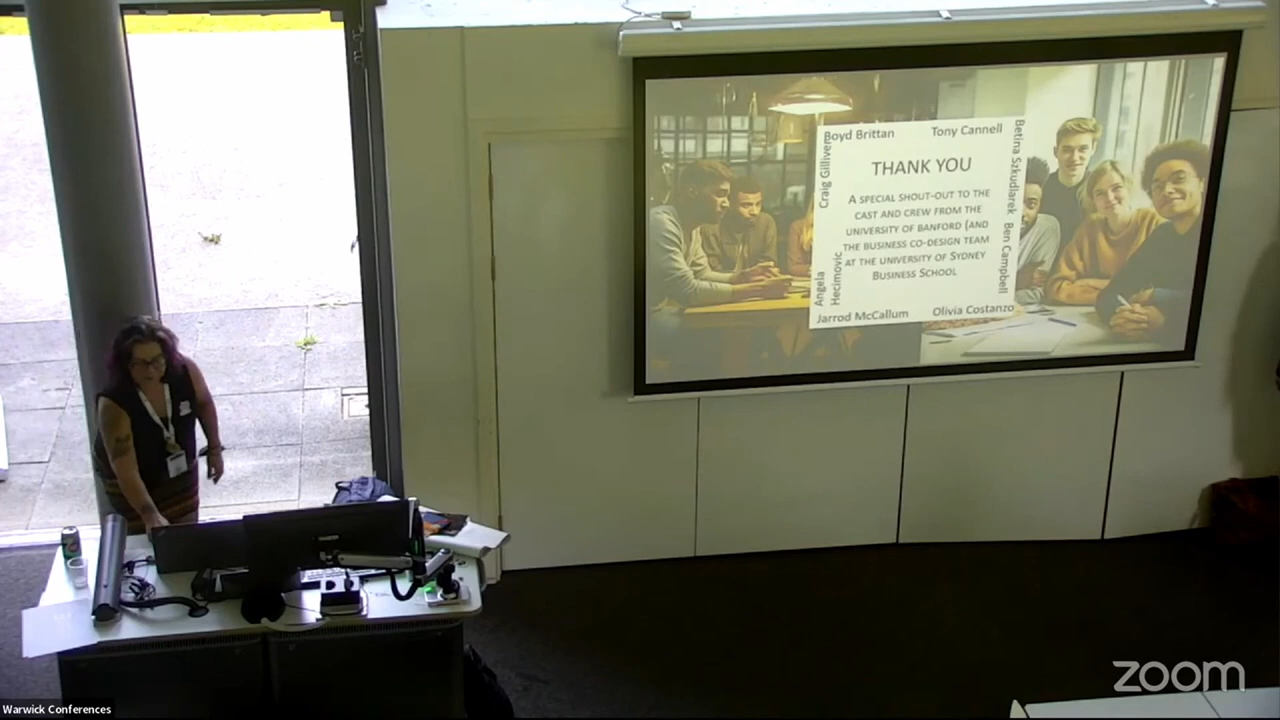 Boyd Brittan
Tony Cannell
Craig Gilliver
Betina Szkudlarek
THANK YOU
A SPECIAL SHOUT-OUT TO THE
CAST AND CREW FROM THE
UNIVERSITY OF BANFORD (AND
THE BUSINESS CO-DESIGN TEAM
AT THE UNIVERSITY OF SYDNEY
BUSINESS SCHOOL
Angela
Hecimovic
Ben Campbell
Jarrod McCallum
Olivia Costanzo
zoom
Warwick Conferences